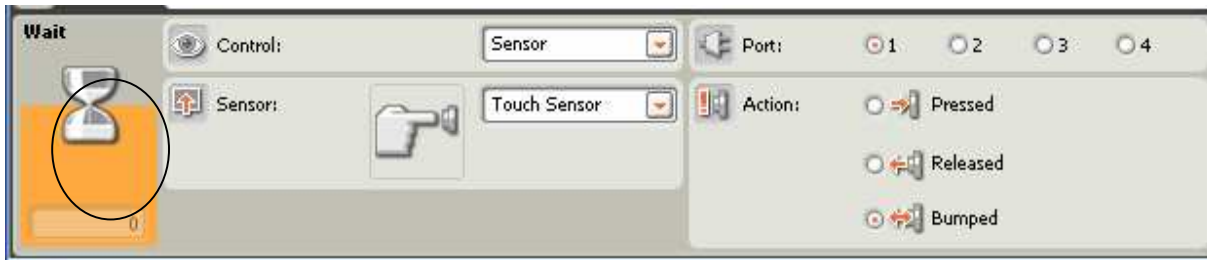 Wait
Control: Sensor Port: 1 2 3 4
Sensor: Touch Sensor Action: Pressed
Released
0 Bumped